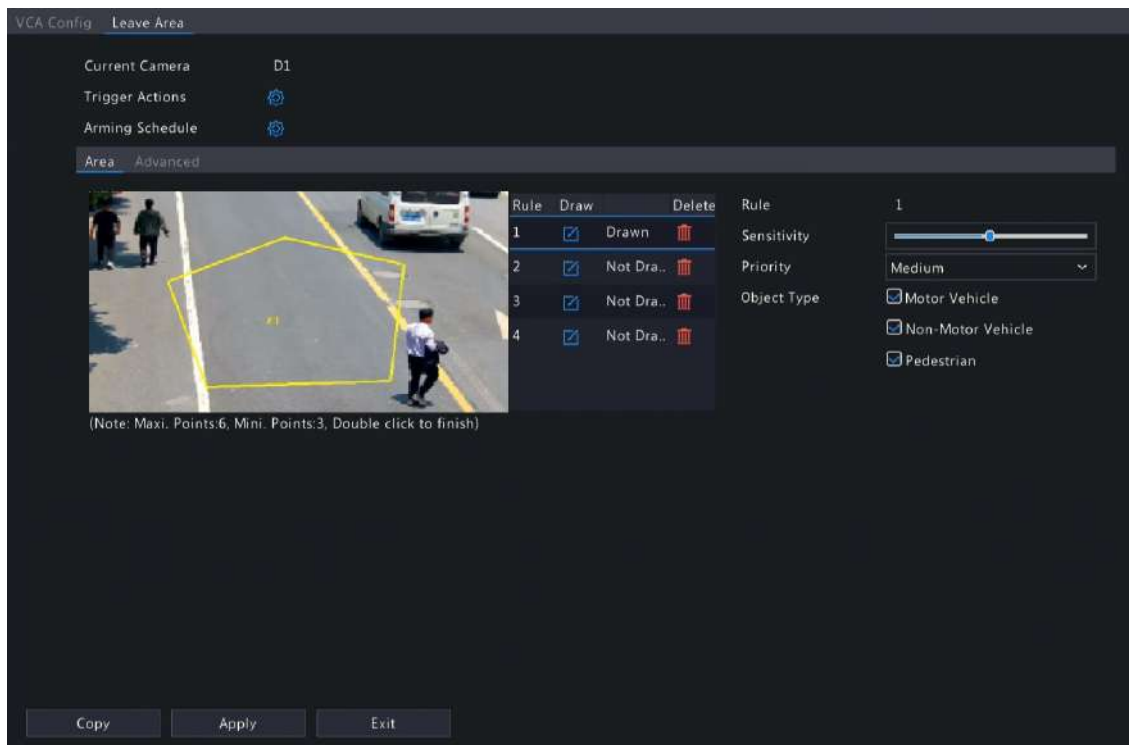 VCA Config Leave Area
Current Camera D1
Trigger Actions
Arming Schedule
Area Advanced
Rule Draw Delete
1 Drawn
2 Not Dra..
3 Not Dra..
4 Not Dra..
(Note: Maxi. Points:6, Mini. Points:3, Double click to finish)
Rule 1
Sensitivity
Priority Medium
Object Type Motor Vehicle
Non-Motor Vehicle
Pedestrian
Copy Apply Exit